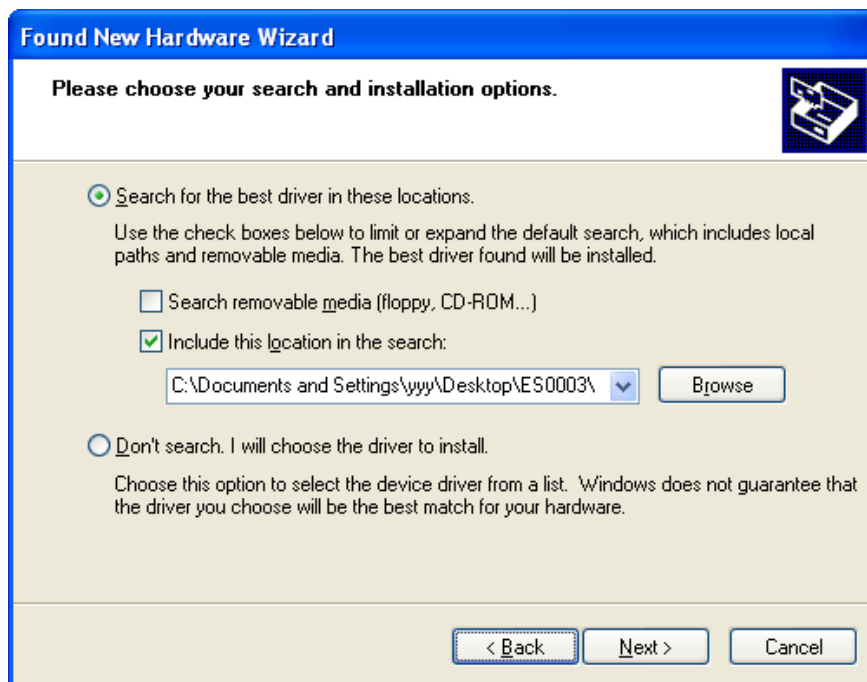 Found New Hardware Wizard
Please choose your search and installation options.
Search for the best driver in these locations.
Use the check boxes below to limit or expand the default search, which includes local
paths and removable media. The best driver found will be installed.
Search removable media (floppy, CD-ROM...)
Include this location in the search:
C:\Documents and Settings\yyy\Desktop\ES0003\
Browse
Don't search. I will choose the driver to install.
Choose this option to select the device driver from a list.  Windows does not guarantee that
the driver you choose will be the best match for your hardware.
< Back
Next >
Cancel